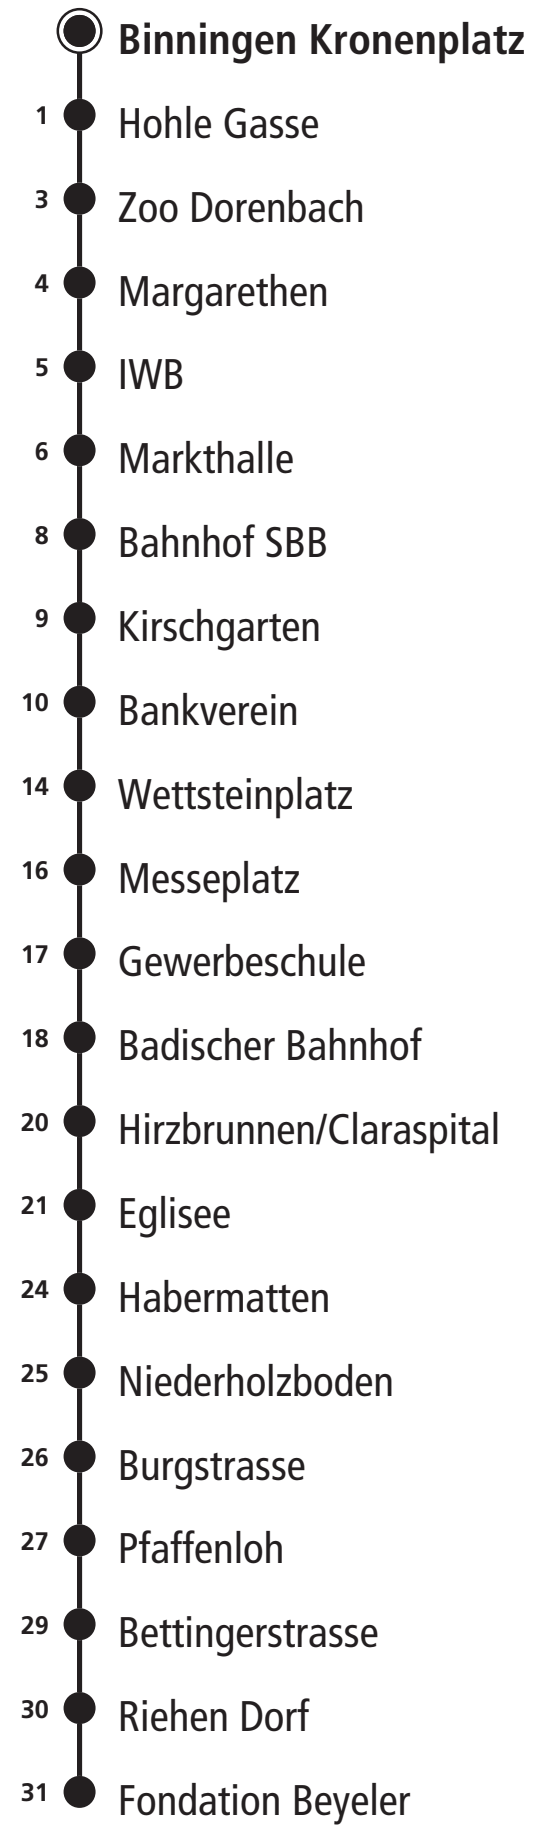 Binningen Kronenplatz
1 Hohle Gasse
3 Zoo Dorenbach
4 Margarethen
5 IWB
6 Markthalle
8 Bahnhof SBB
9 Kirschgarten
10 Bankverein
14 Wettsteinplatz
16 Messeplatz
17 Gewerbeschule
18 Badischer Bahnhof
20 Hirzbrunnen/Claraspital
21 Eglisee
24 Habermatten
25 Niederholzboden
26 Burgstrasse
27 Pfaffenloh
29 Bettingerstrasse
30 Riehen Dorf
31 Fondation Beyeler